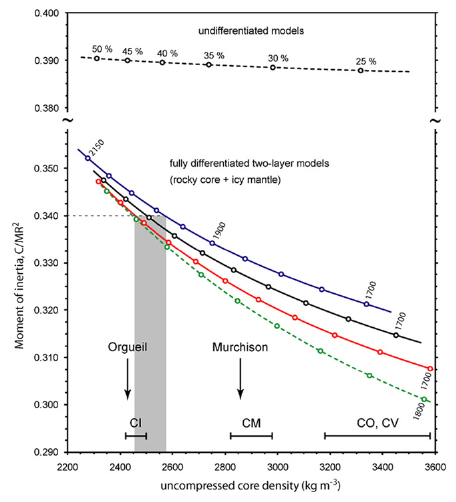 0.400
undifferentiated models
50 % 45 % 40 % 35 % 30 % 25 %
0.390
0.380
~ ~
2150
fully differentiated two-layer models
(rocky core + icy mantle)
0.350
0.340
1900
0.330
1700
0.320
1700
0.310
1700
1800
Orgueil Murchison
0.300
CI CM CO, CV
0.290
2200 2400 2600 2800 3000 3200 3400 3600
uncompressed core density (kg m⁻³)
Moment of inertia, C/MR²